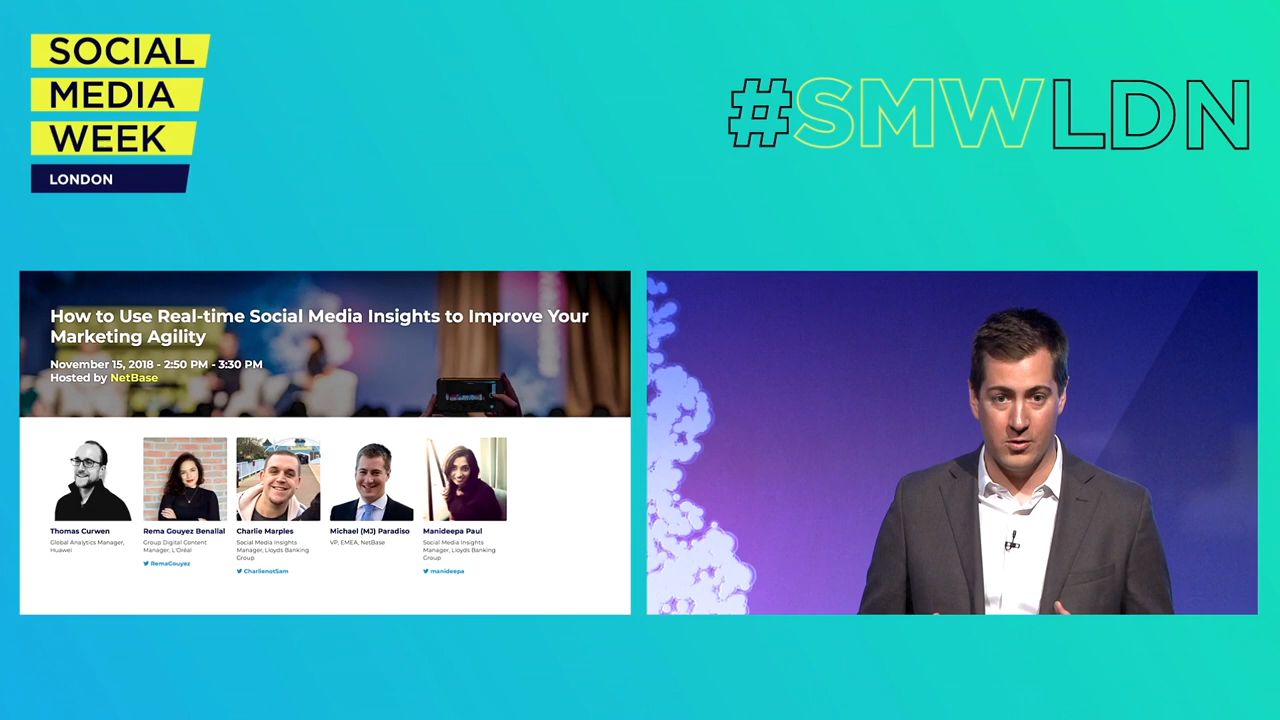 SOCIAL
MEDIA
WEEK
LONDON
#SMWLDN
How to Use Real-time Social Media Insights to Improve Your
Marketing Agility
November 15, 2018 - 2:50 PM - 3:30 PM
Hosted by NetBase
Thomas Curwen
Global Analytics Manager,
Huawei
Rema Gouyez Benallal
Group Digital Content
Manager, L'Oréal
RemaGouyez
Charlie Marples
Social Media Insights
Manager, Lloyds Banking
Group
CharlienotSam
Michael (MJ) Paradiso
VP, EMEA, NetBase
Manideepa Paul
Social Media Insights
Manager, Lloyds Banking
Group
manideepa